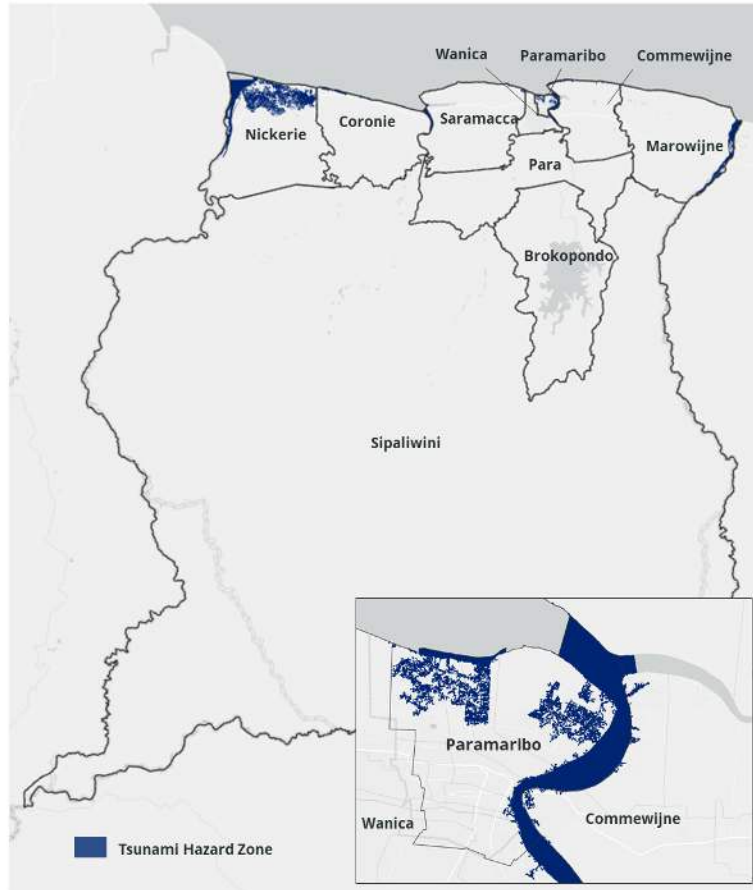 Wanica
Paramaribo
Commewijne
Nickerie
Coronie
Saramacca
Marowijne
Para
Brokopondo
Sipaliwini
Paramaribo
Wanica
Commewijne
Tsunami Hazard Zone